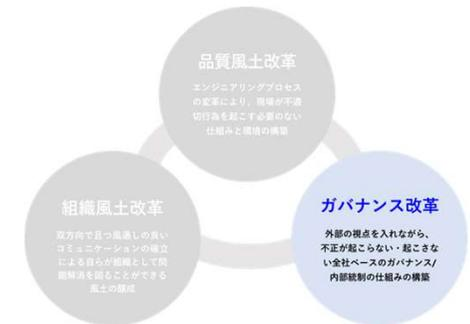 品質風土改革
エンジニアリングプロセス
の変革により、現場が不適
切行為を起こす必要のない
仕組みと環境の構築
組織風土改革
双方向で且つ風通しの良い
コミュニケーションの確立
による自らが組織として問
題解消を図ることができる
風土の醸成
ガバナンス改革
外部の視点を入れながら、
不正が起こらない・起こさな
い全社ベースのガバナンス/
内部統制の仕組みの構築